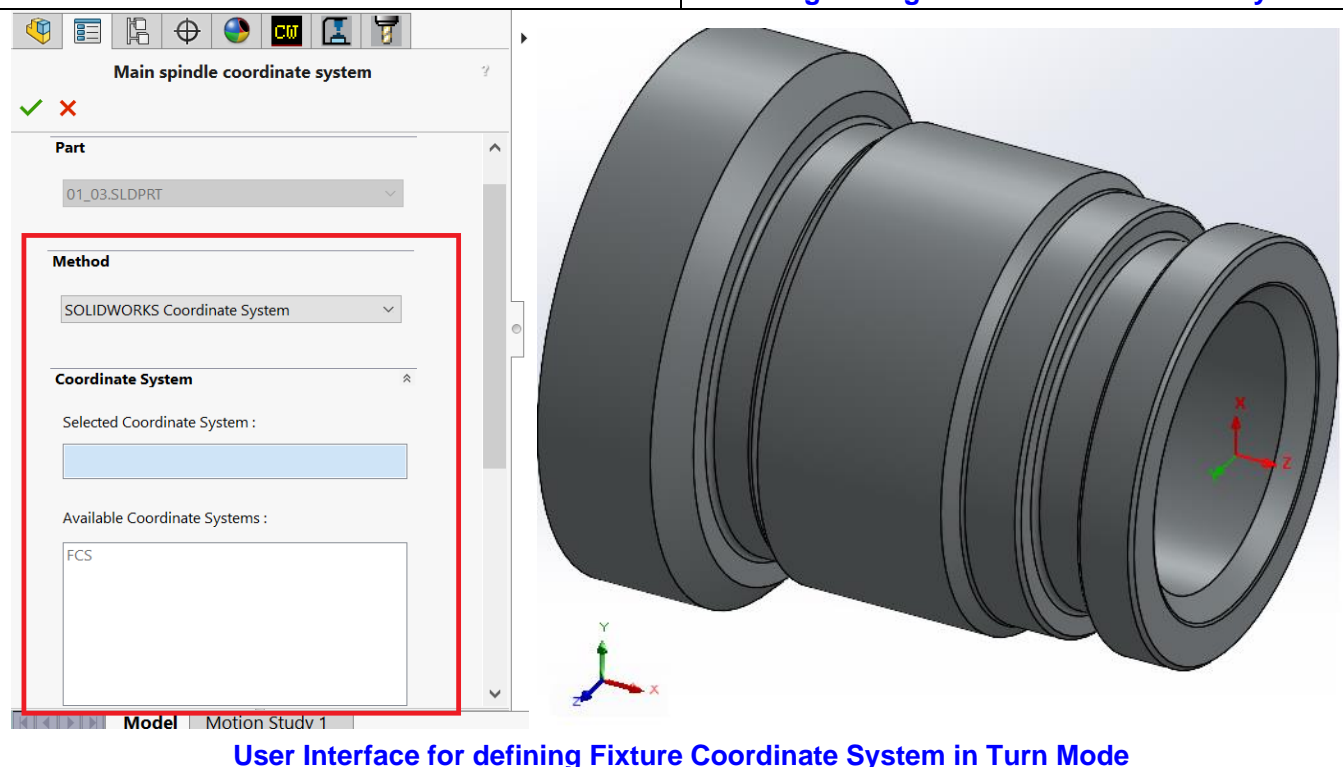 CW
Main spindle coordinate system
?
Part
01_03.SLDPRT
Method
SOLIDWORKS Coordinate System
Coordinate System
Selected Coordinate System :
Available Coordinate Systems :
FCS
Model Motion Study 1
X
Z
Y
X
Z
User Interface for defining Fixture Coordinate System in Turn Mode